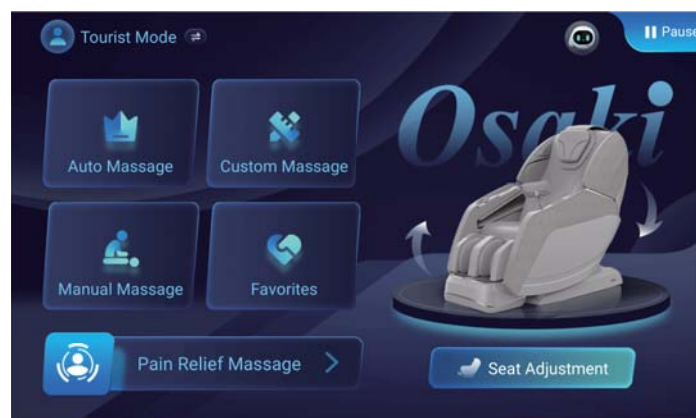 Tourist Mode
Pause
Osaki
Auto Massage
Custom Massage
Manual Massage
Favorites
Pain Relief Massage
Seat Adjustment